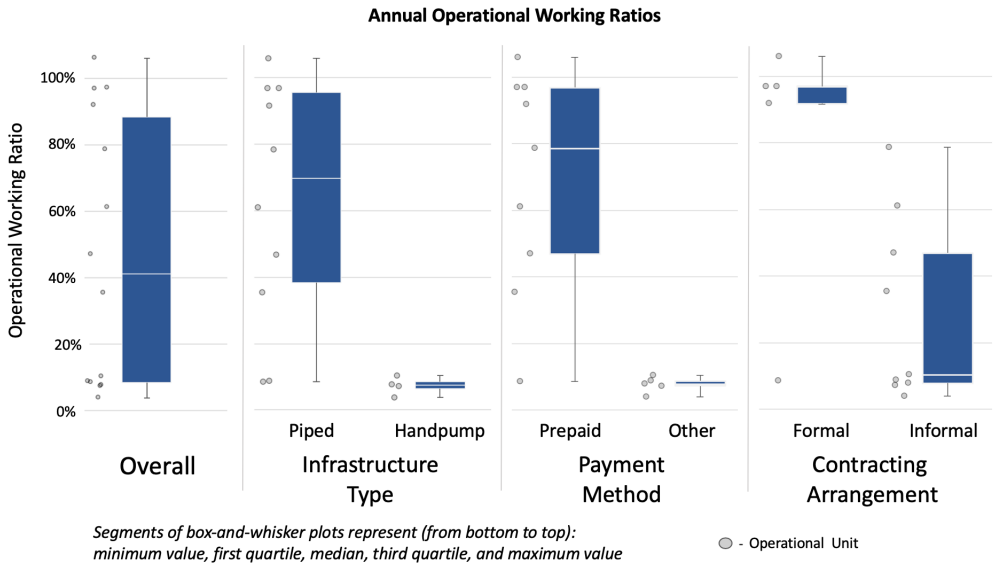 Annual Operational Working Ratios
Operational Working Ratio
100%
80%
60%
40%
20%
0%
Piped
Handpump
Prepaid
Other
Formal
Informal
Overall
Infrastructure
Type
Payment
Method
Contracting
Arrangement
Segments of box-and-whisker plots represent (from bottom to top):
minimum value, first quartile, median, third quartile, and maximum value
- Operational Unit